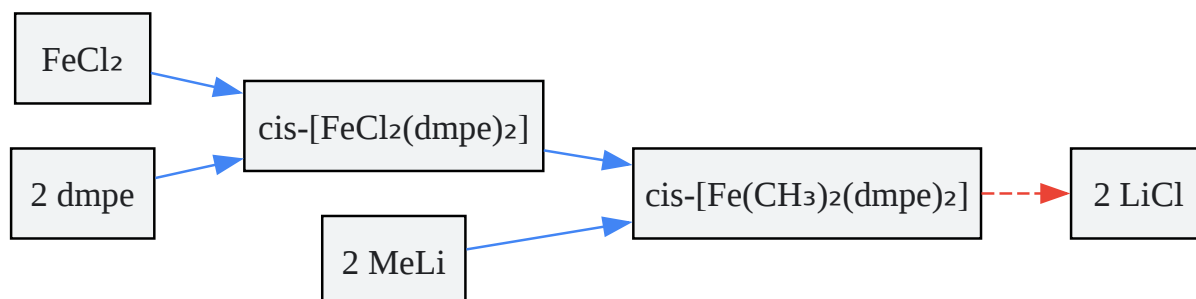 FeCl₂
cis-[FeCl₂(dmpe)₂]
2 dmpe
cis-[Fe(CH₃)₂(dmpe)₂]
2 LiCl
2 MeLi